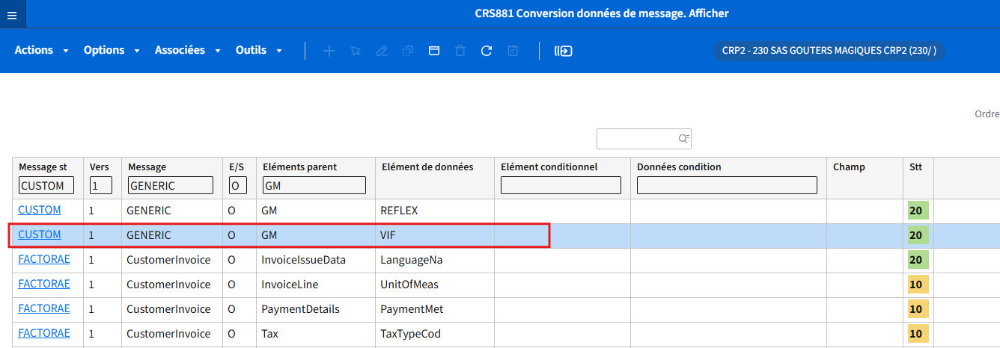 CRS881 Conversion données de message. Afficher
Actions Options Associées Outils CRP2 - 230 SAS GOUTERS MAGIQUES CRP2 (230/ )
Ordre
Message st Vers Message E/S Eléments parent Elément de données Elément conditionnel Données condition Champ Stt
CUSTOM 1 GENERIC O GM
CUSTOM 1 GENERIC O GM REFLEX 20
CUSTOM 1 GENERIC O GM VIF 20
FACTORAE 1 CustomerInvoice O InvoiceIssueData LanguageNa 20
FACTORAE 1 CustomerInvoice O InvoiceLine UnitOfMeas 10
FACTORAE 1 CustomerInvoice O PaymentDetails PaymentMet 10
FACTORAE 1 CustomerInvoice O Tax TaxTypeCod 10